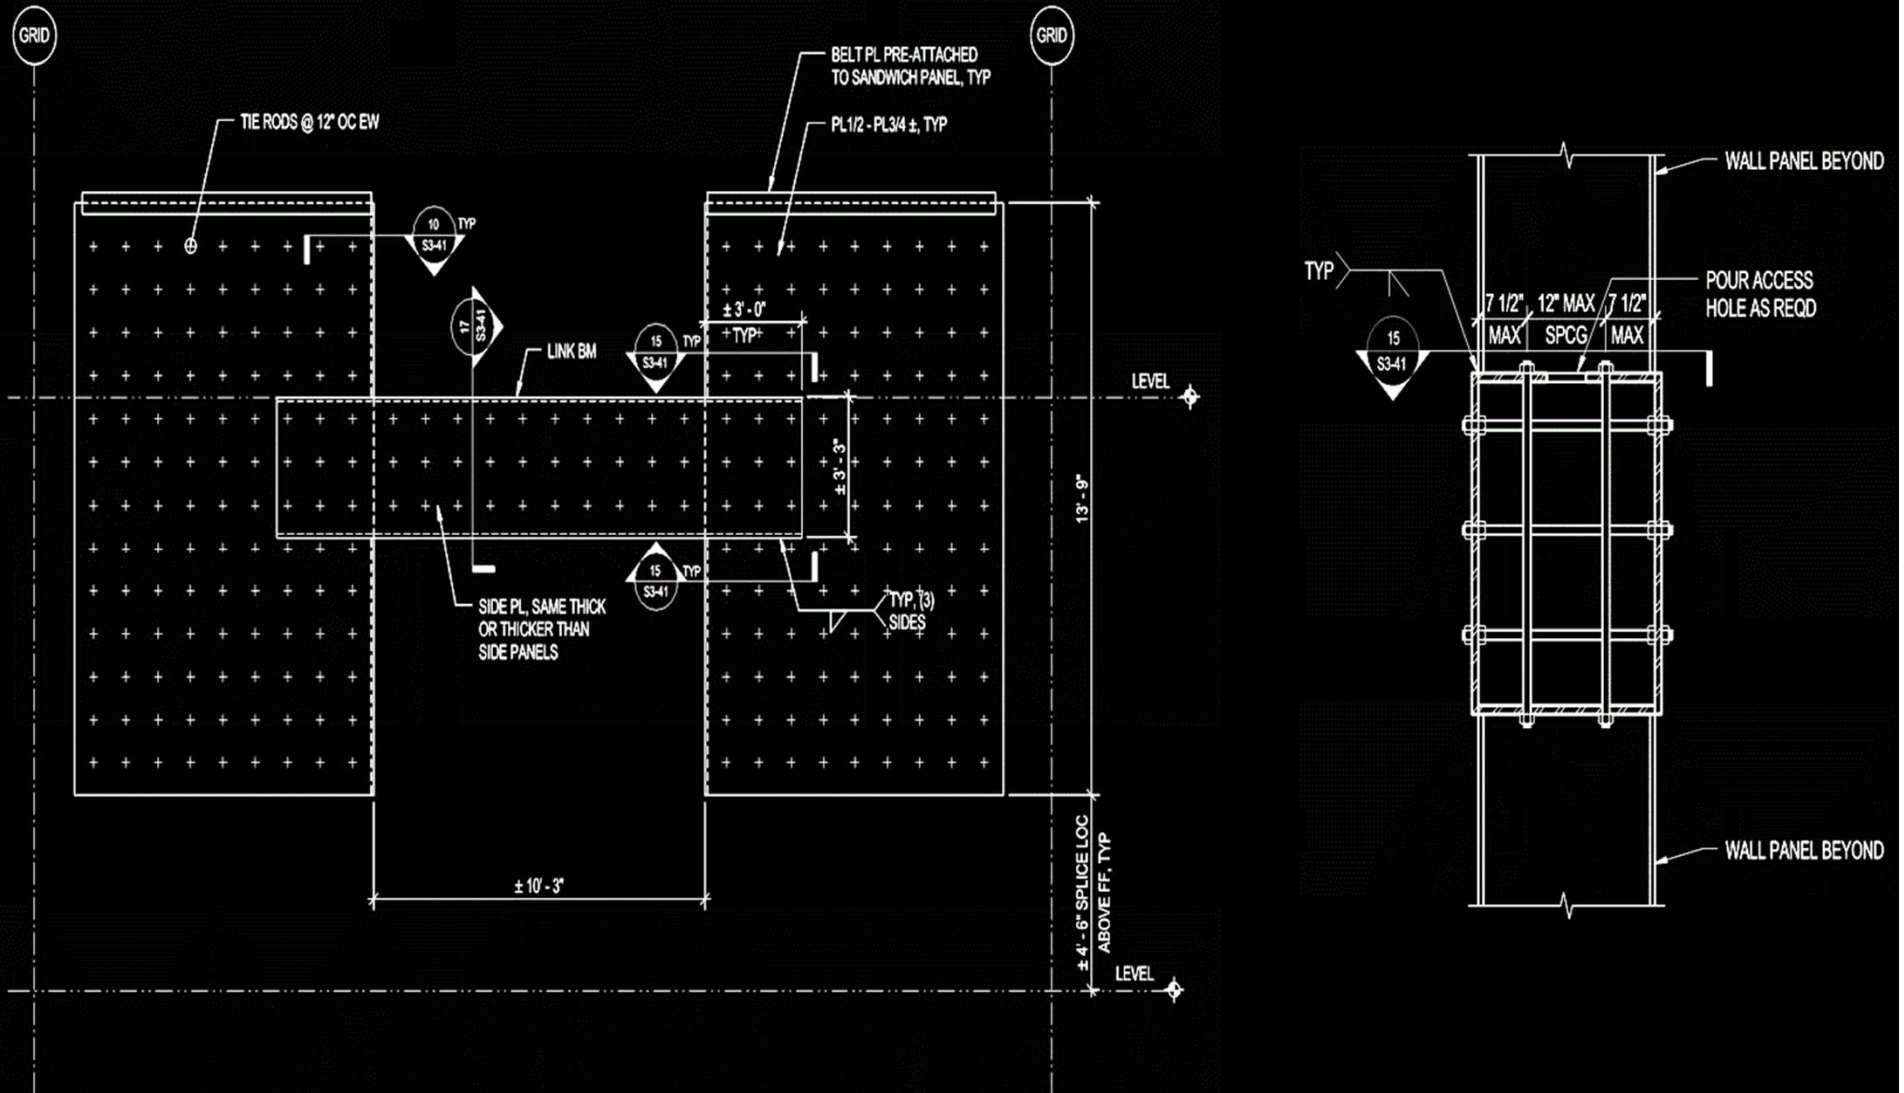 GRID
GRID
BELT PL PRE-ATTACHED
TO SANDWICH PANEL, TYP
TIE RODS @ 12" OC EW
PL1/2 - PL3/4 ±, TYP
10
S3-41
TYP
17
S3-41
LINK BM
15
S3-41
TYP
± 3' - 0"
TYP
LEVEL
± 3' - 3"
13' - 9"
15
S3-41
TYP
SIDE PL, SAME THICK
OR THICKER THAN
SIDE PANELS
TYP, (3)
SIDES
± 10' - 3"
± 4' - 6" SPLICE LOC
ABOVE FF, TYP
LEVEL
WALL PANEL BEYOND
TYP
POUR ACCESS
HOLE AS REQD
7 1/2" 12" MAX 7 1/2"
MAX SPCG MAX
15
S3-41
WALL PANEL BEYOND